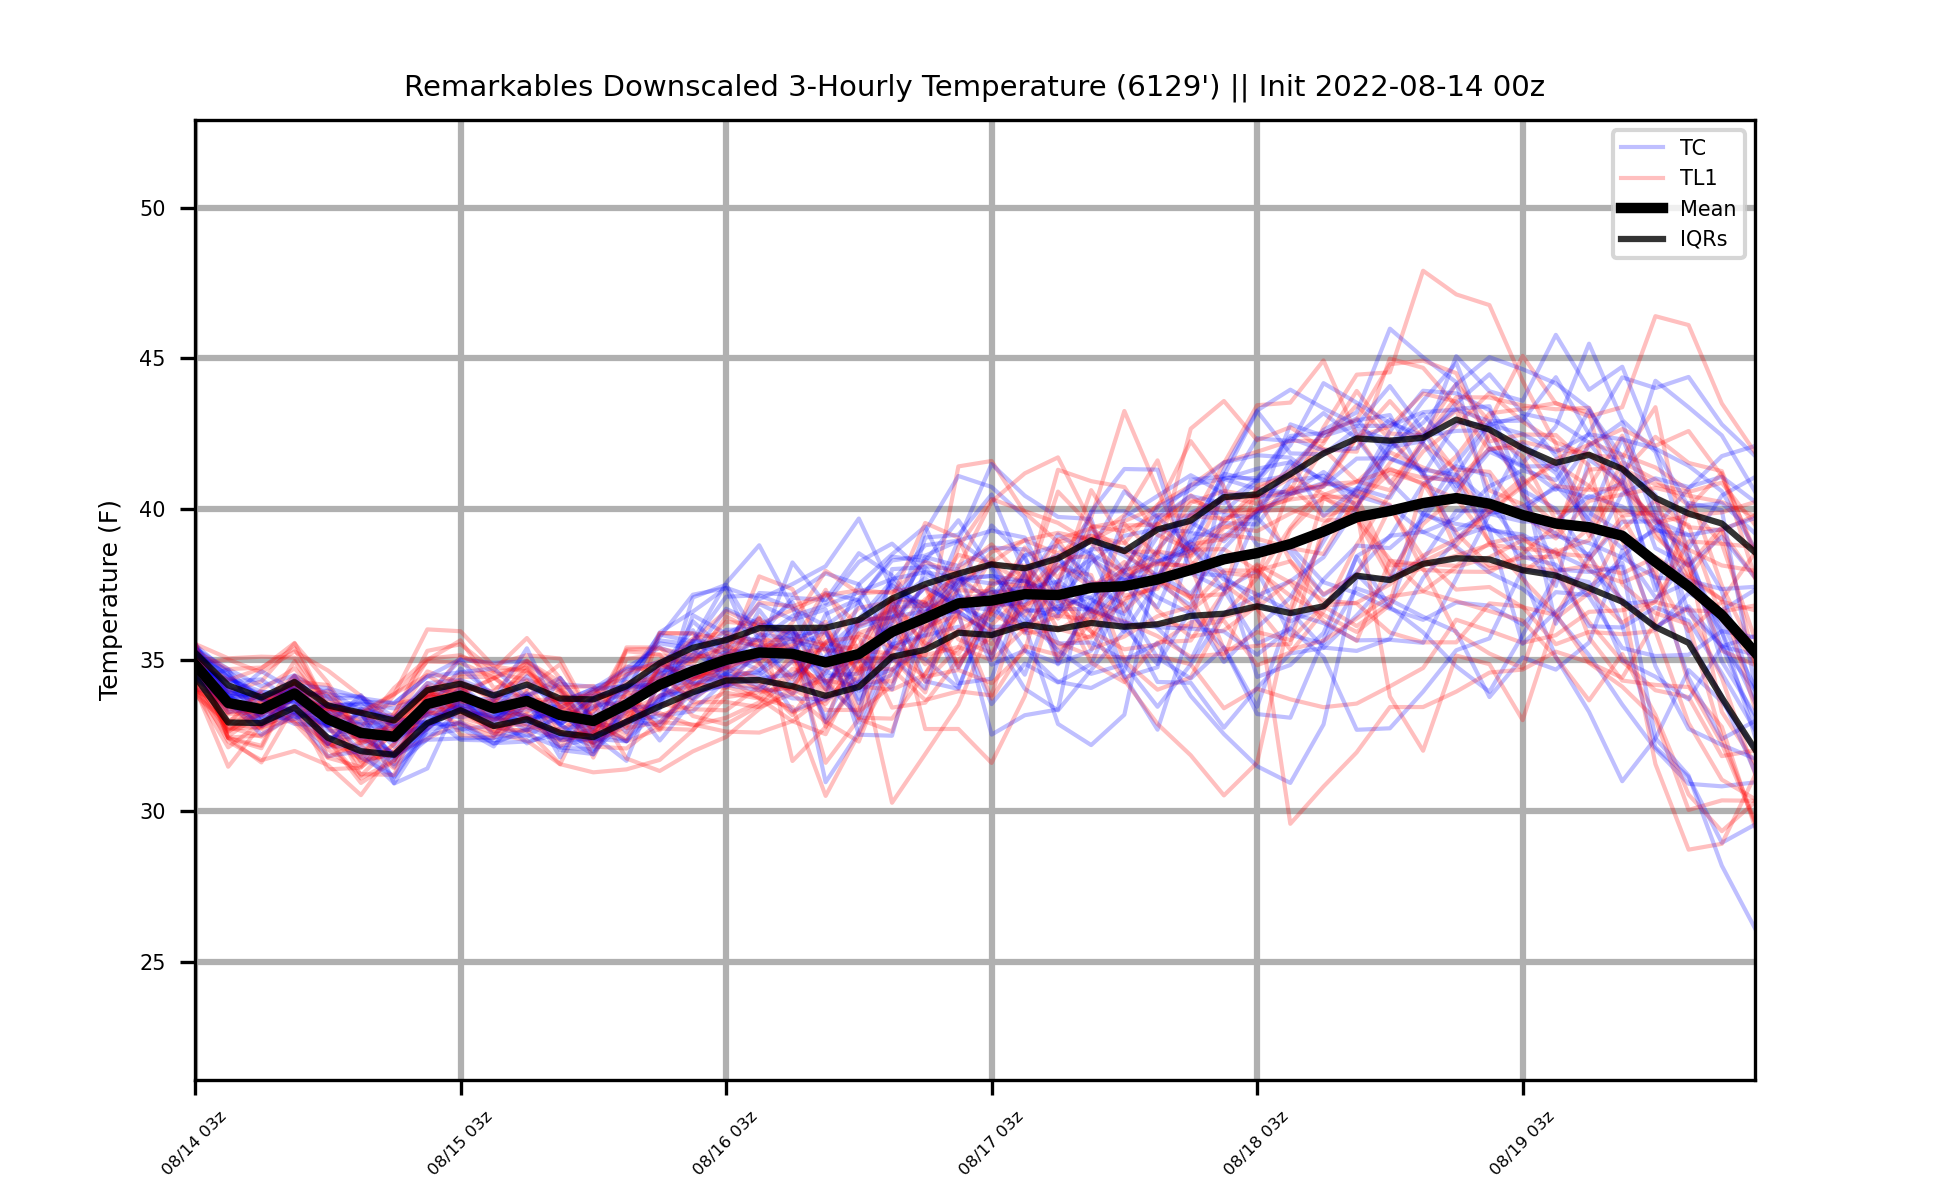 Remarkables Downscaled 3-Hourly Temperature (6129') || Init 2022-08-14 00z
TC
TL1
Mean
IQRs
Temperature (F)
50
45
40
35
30
25
08/14 03z
08/15 03z
08/16 03z
08/17 03z
08/18 03z
08/19 03z